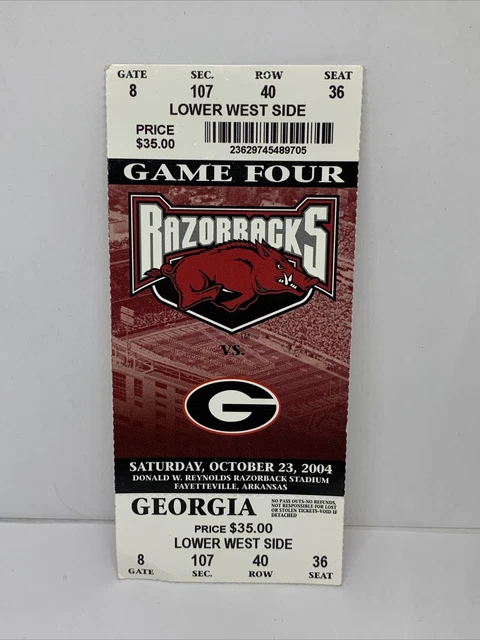 GATE SEC. ROW SEAT
8 107 40 36
LOWER WEST SIDE
PRICE
$35.00
23629745489705
GAME FOUR
RAZORBACKS
VS.
G
SATURDAY, OCTOBER 23, 2004
DONALD W. REYNOLDS RAZORBACK STADIUM
FAYETTEVILLE, ARKANSAS
GEORGIA
NO PASS OUTS-NO REFUNDS,
NOT RESPONSIBLE FOR LOST
OR STOLEN TICKETS-VOID IF
DETACHED
PRICE $35.00
LOWER WEST SIDE
8 107 40 36
GATE SEC. ROW SEAT